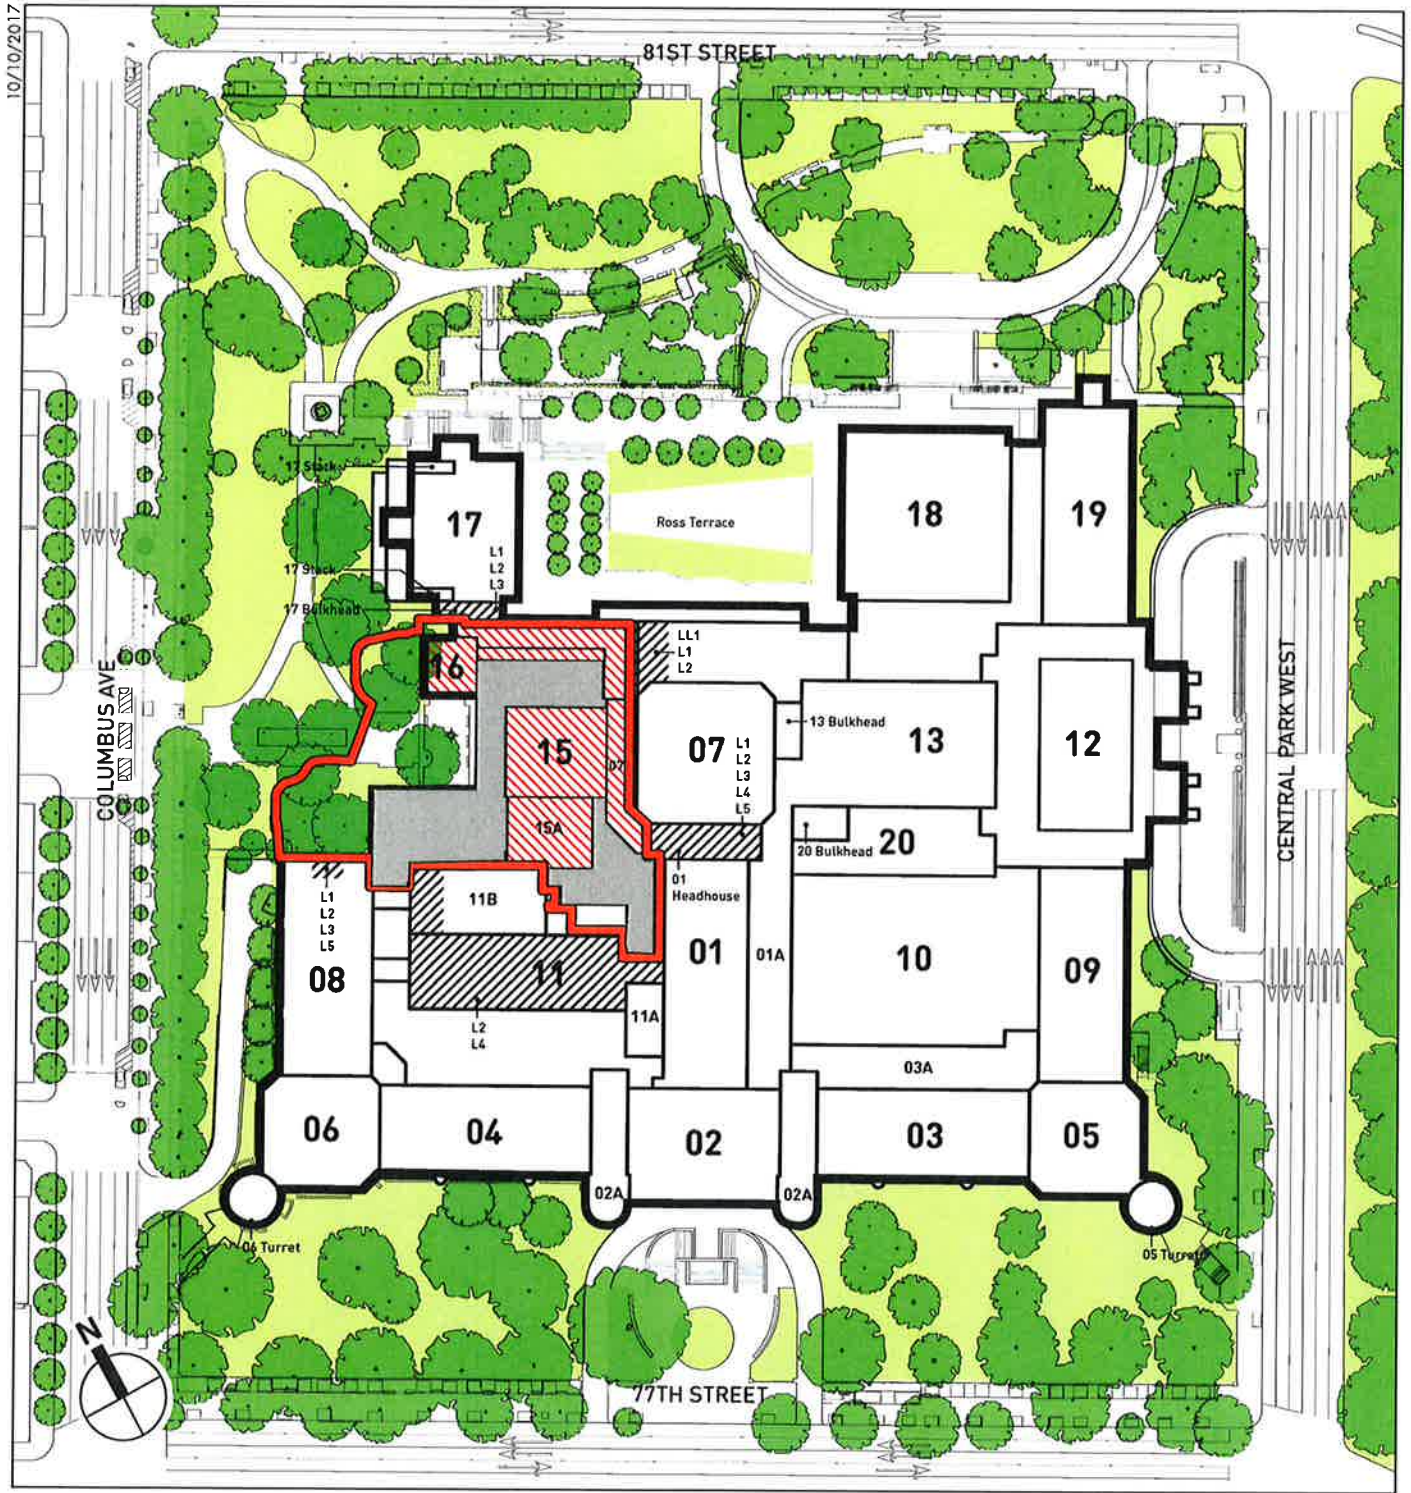 10/10/2017
81ST STREET
17 Stack
17
L1
L2
L3
Ross Terrace
18
19
17 Stack
17 Bulkhead
16
LL1
L1
L2
COLUMBUS AVE
15
07
07
L1
L2
L3
L4
L5
13 Bulkhead
13
12
CENTRAL PARK WEST
15A
20 Bulkhead
20
01
Headhouse
L1
L2
L3
L5
08
11B
11
01
01A
10
09
L2
L4
11A
03A
06
04
02
03
05
02A
02A
06 Turret
05 Turret
N
77TH STREET